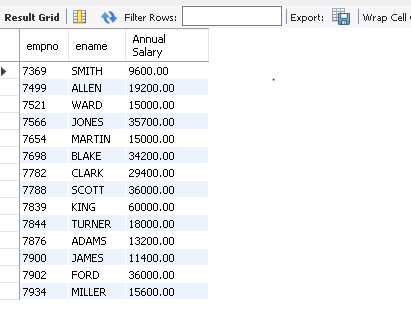 Result Grid Filter Rows: Export: Wrap Cell
empno ename Annual
Salary
7369 SMITH 9600.00
7499 ALLEN 19200.00
7521 WARD 15000.00
7566 JONES 35700.00
7654 MARTIN 15000.00
7698 BLAKE 34200.00
7782 CLARK 29400.00
7788 SCOTT 36000.00
7839 KING 60000.00
7844 TURNER 18000.00
7876 ADAMS 13200.00
7900 JAMES 11400.00
7902 FORD 36000.00
7934 MILLER 15600.00